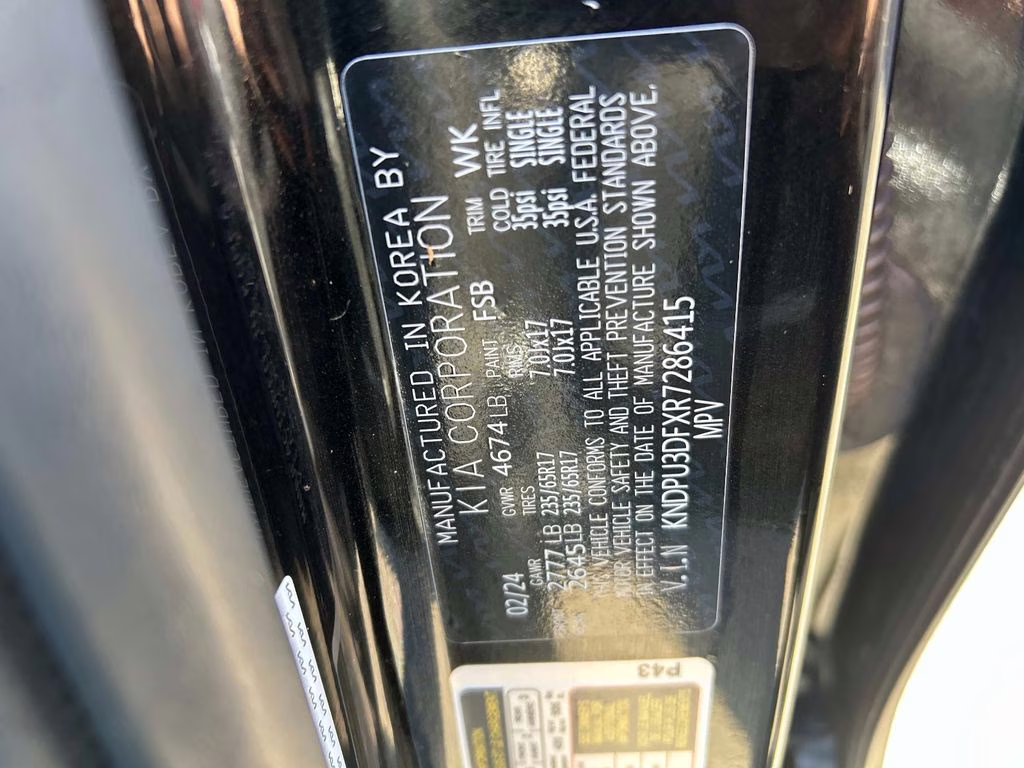 MANUFACTURED IN KOREA BY
KIA CORPORATION
02/24 GVWR 4674LB PAINT FSB TRIM WK
GAWR TIRES RIMS COLD TIRE INFL
2777 LB 235/65R17 7.0Jx17 35psi SINGLE
2645LB 235/65R17 7.0Jx17 35psi SINGLE
THIS VEHICLE CONFORMS TO ALL APPLICABLE U.S.A. FEDERAL
MOTOR VEHICLE SAFETY AND THEFT PREVENTION STANDARDS
IN EFFECT ON THE DATE OF MANUFACTURE SHOWN ABOVE.
V.I.N KNDPU3DFXR7286415
MPV
P43